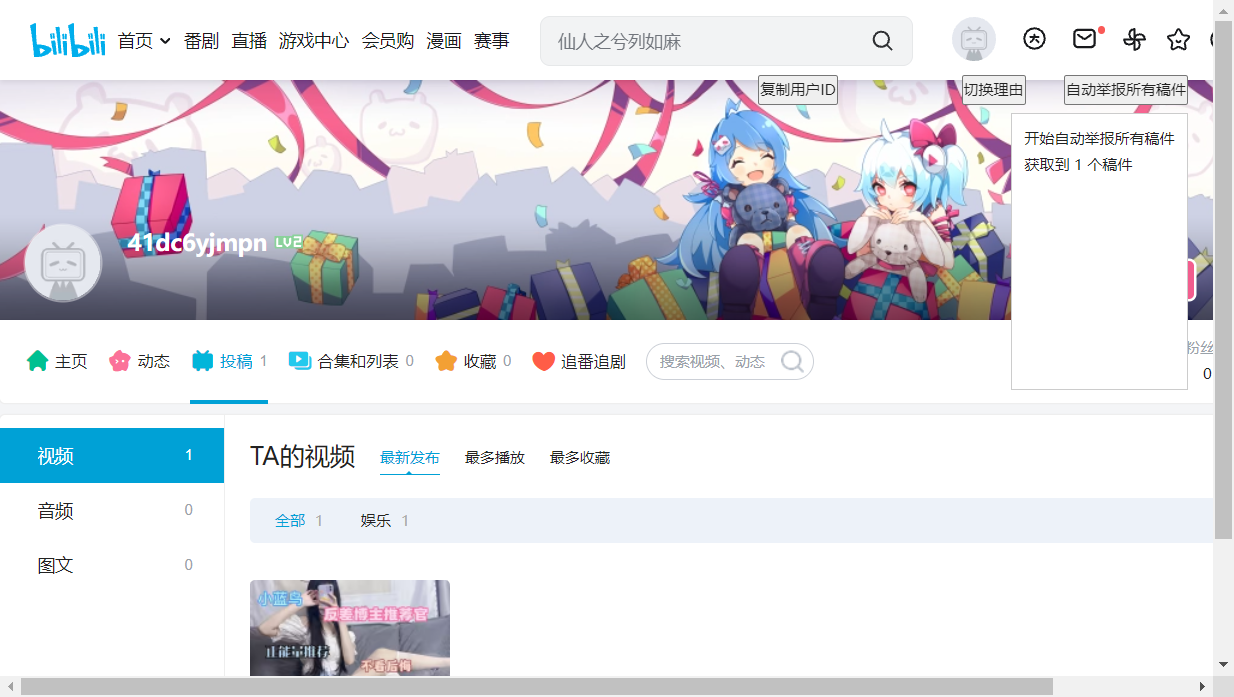 bilibili 首页 番剧 直播 游戏中心 会员购 漫画 赛事 仙人之兮列如麻
复制用户ID 切换理由 自动举报所有稿件
开始自动举报所有稿件
获取到 1 个稿件
41dc6yjmpn LV2
主页 动态 投稿 1 合集和列表 0 收藏 0 追番追剧 搜索视频、动态 粉丝
0
视频 1
音频 0
图文 0
TA的视频 最新发布 最多播放 最多收藏
全部 1 娱乐 1
小蓝鸟
反差博主推荐官
正能量推荐
不看后悔